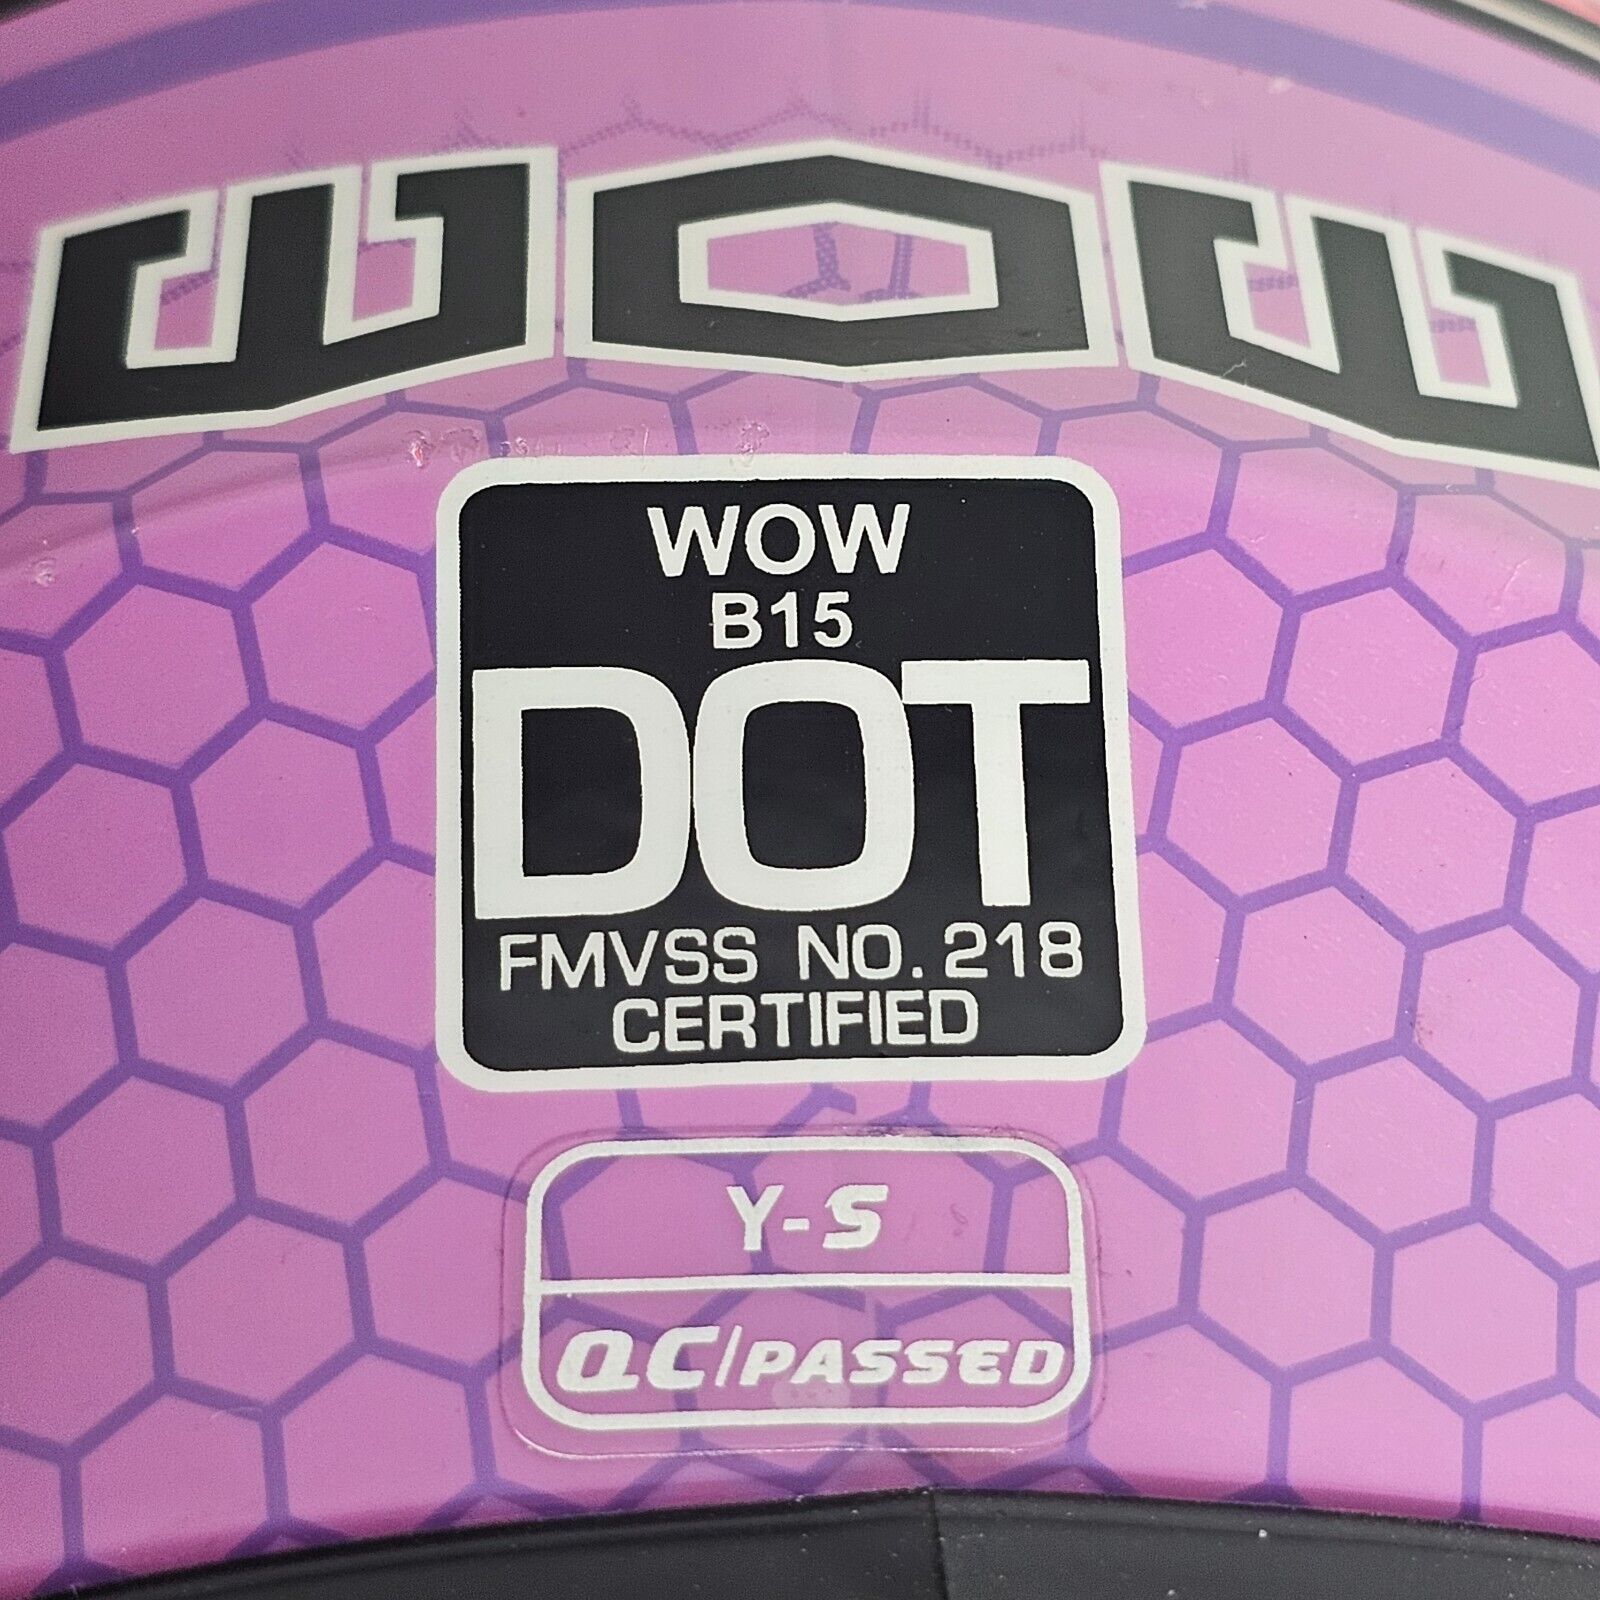 WOW
WOW
B15
DOT
FMVSS NO. 218
CERTIFIED
Y-S
QC/PASSED